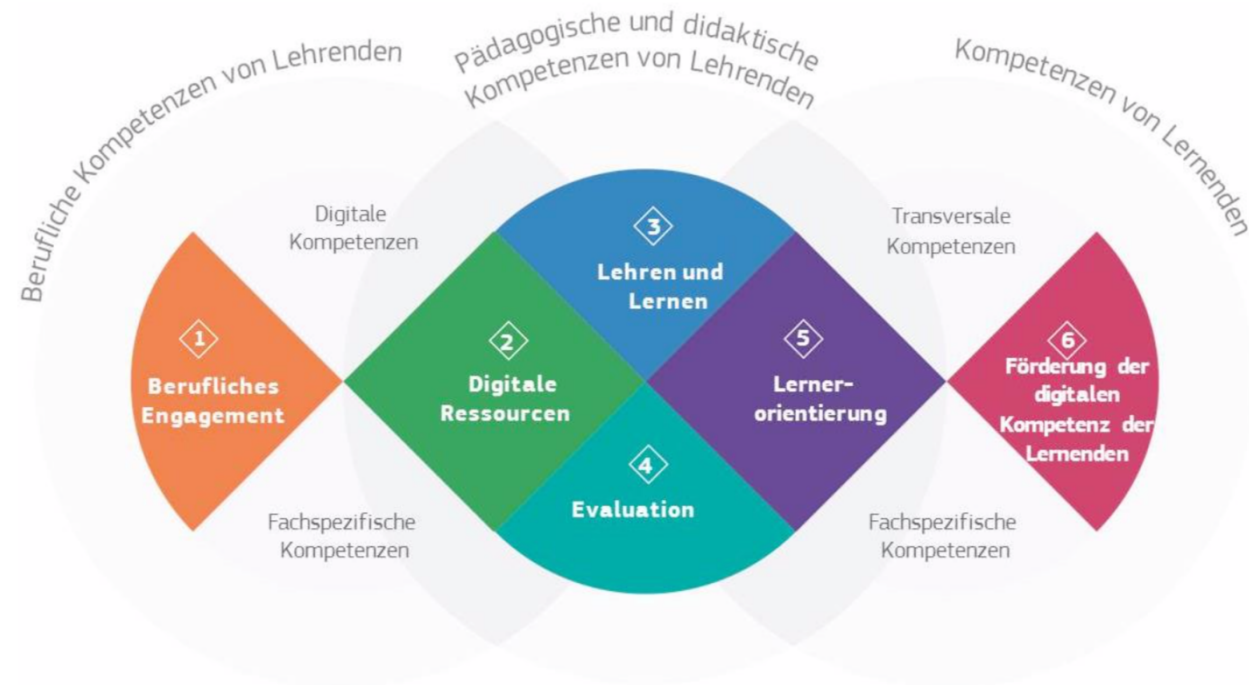 Berufliche Kompetenzen von Lehrenden
Pädagogische und didaktische
Kompetenzen von Lehrenden
Kompetenzen von Lernenden
Digitale
Kompetenzen
Transversale
Kompetenzen
1
Berufliches
Engagement
2
Digitale
Ressourcen
3
Lehren und
Lernen
4
Evaluation
5
Lerner-
orientierung
6
Förderung der
digitalen
Kompetenz der
Lernenden
Fachspezifische
Kompetenzen
Fachspezifische
Kompetenzen